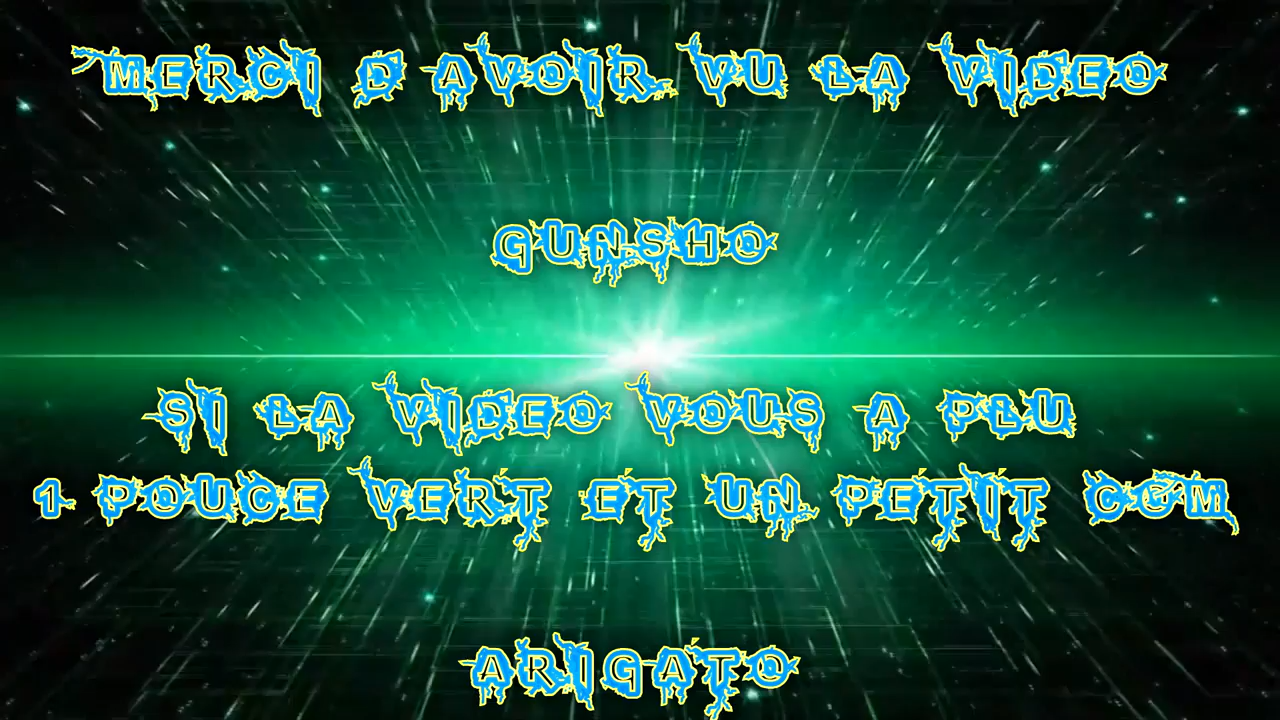 MERCI D AVOIR VU LA VIDEO
GUNSHO
SI LA VIDEO VOUS A PLU
1 POUCE VERT ET UN PETIT COM
ARIGATO